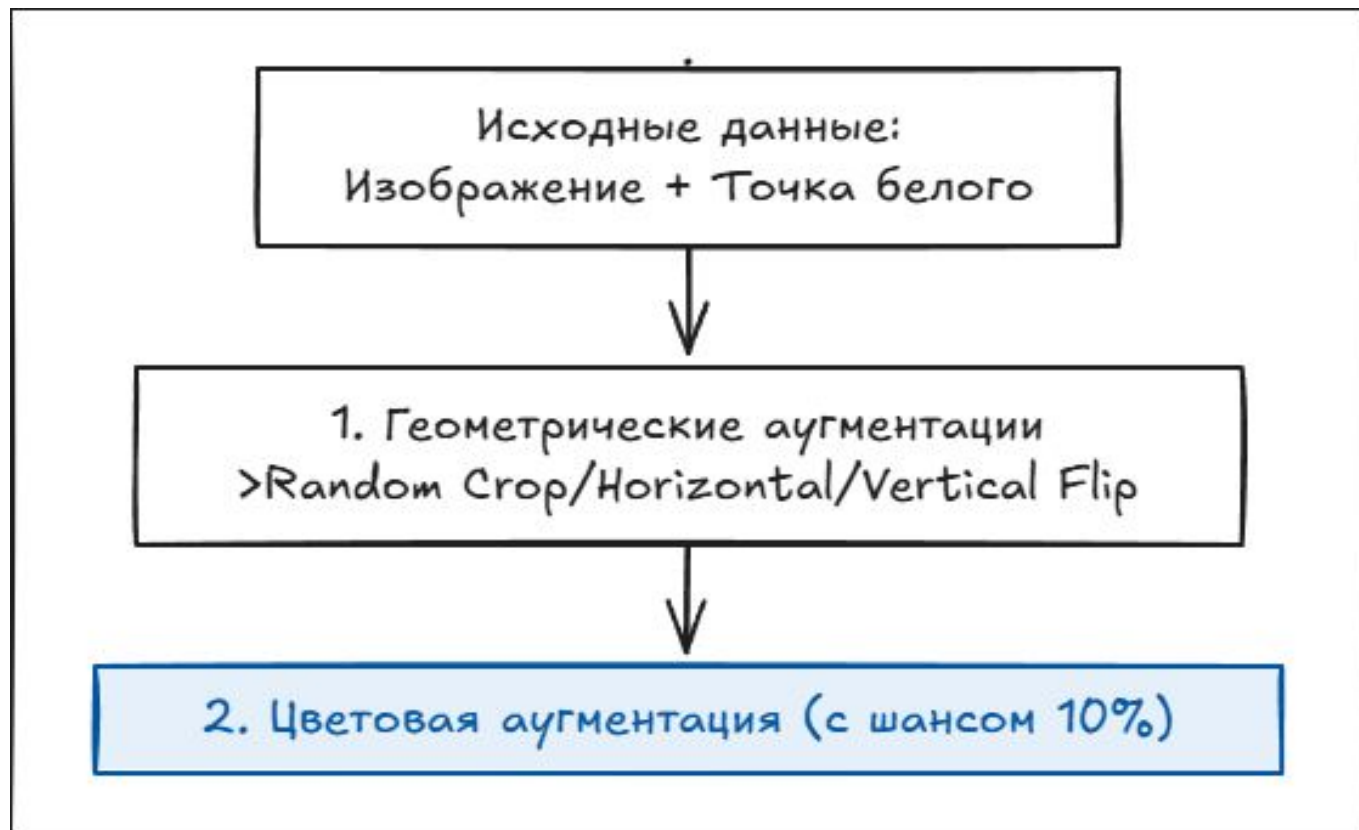 Исходные данные:
Изображение + Точка белого
1. Геометрические аугментации
>Random Crop/Horizontal/Vertical Flip
2. Цветовая аугментация (с шансом 10%)